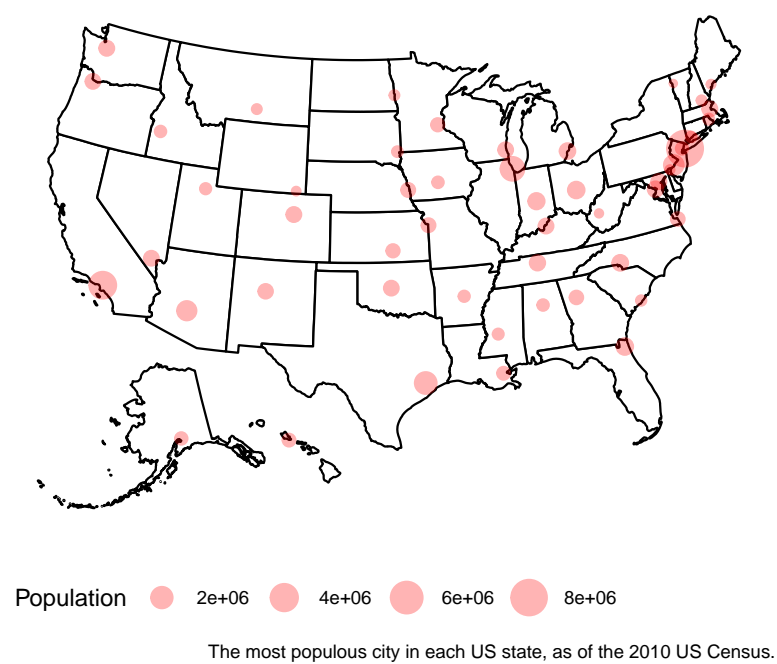 Population 2e+06 4e+06 6e+06 8e+06
The most populous city in each US state, as of the 2010 US Census.